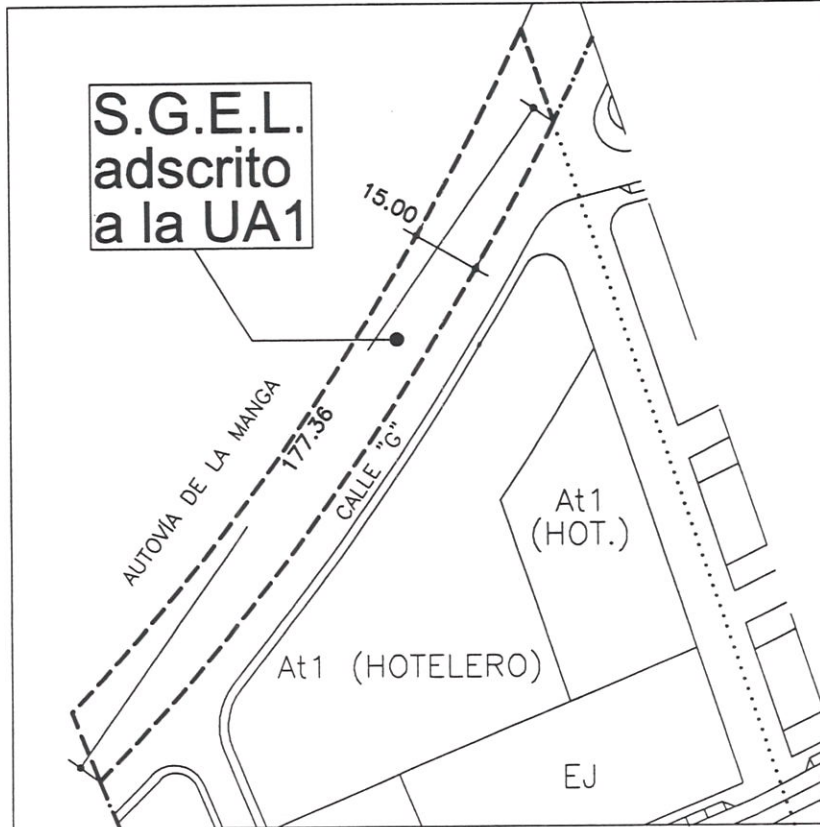 S.G.E.L.
adscrito
a la UA1
15.00
AUTOVÍA DE LA MANGA
177.36
CALLE "G"
At1
(HOT.)
At1 (HOTELERO)
EJ